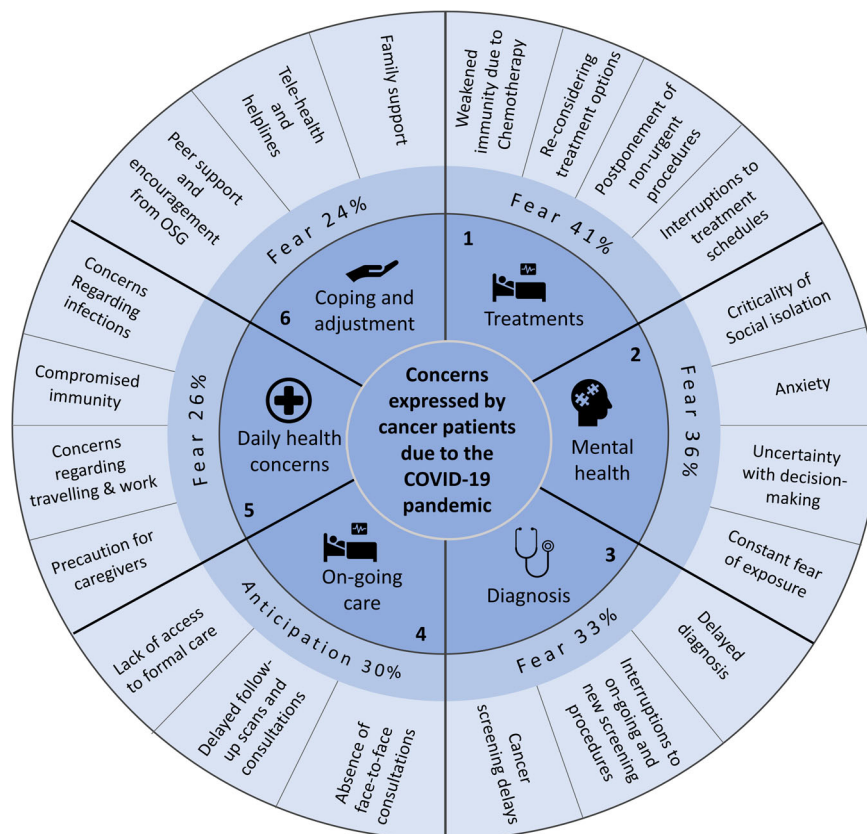 Concerns
expressed by
cancer patients
due to the
COVID-19
pandemic
1
Treatments
Fear 41%
Weakened
immunity due to
Chemotherapy
Re-considering
treatment options
Postponement of
non-urgent
procedures
Interruptions to
treatment
schedules
2
Mental
health
Fear 36%
Criticality of
Social isolation
Anxiety
Uncertainty
with decision-
making
Constant fear
of exposure
3
Diagnosis
Fear 33%
Delayed
diagnosis
Interruptions to
on-going and
new screening
procedures
Cancer
screening delays
4
On-going
care
Anticipation 30%
Absence of
face-to-face
consultations
Delayed follow-
up scans and
consultations
Lack of access
to formal care
5
Daily health
concerns
Fear 26%
Precaution for
caregivers
Concerns
regarding
travelling & work
Compromised
immunity
Concerns
Regarding
infections
6
Coping and
adjustment
Fear 24%
Peer support
and
encouragement
from OSG
Tele-health
and
helplines
Family support